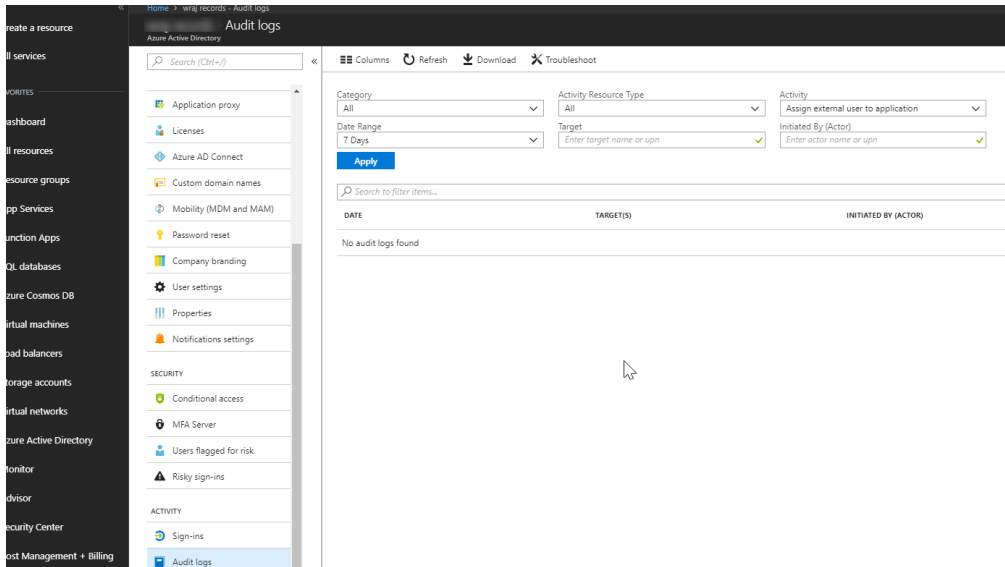 Home > wraj records - Audit logs
- Audit logs
Azure Active Directory
reate a resource
ll services
VORITES
ashboard
ll resources
esource groups
pp Services
unction Apps
QL databases
zure Cosmos DB
irtual machines
oad balancers
torage accounts
irtual networks
zure Active Directory
Monitor
dvisor
ecurity Center
ost Management + Billing
Search (Ctrl+/)
Application proxy
Licenses
Azure AD Connect
Custom domain names
Mobility (MDM and MAM)
Password reset
Company branding
User settings
Properties
Notifications settings
SECURITY
Conditional access
MFA Server
Users flagged for risk
Risky sign-ins
ACTIVITY
Sign-ins
Audit logs
Columns Refresh Download Troubleshoot
Category Activity Resource Type Activity
All All Assign external user to application
Date Range Target Initiated By (Actor)
7 Days Enter target name or upn Enter actor name or upn
Apply
Search to filter items...
DATE TARGET(S) INITIATED BY (ACTOR)
No audit logs found